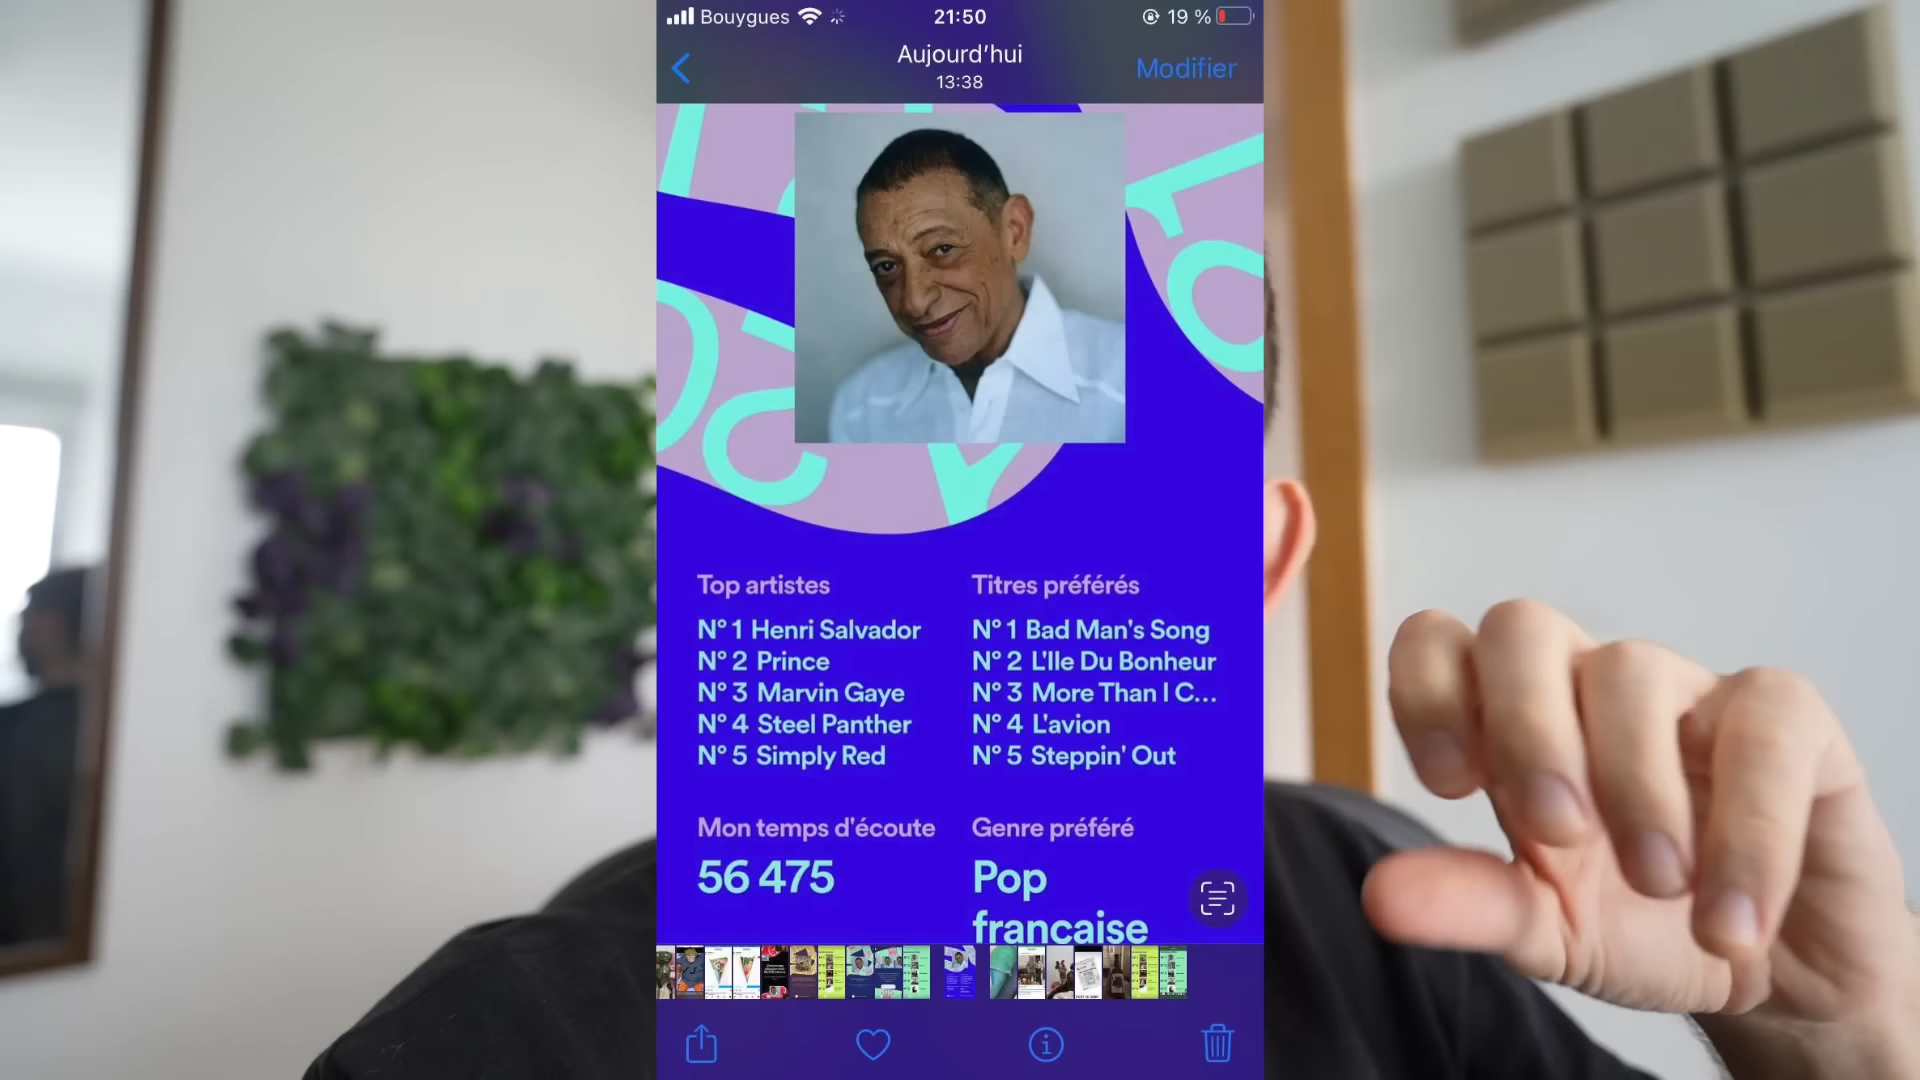 Bouygues
21:50
19 %
Aujourd'hui
13:38
Modifier
Top artistes
N° 1 Henri Salvador
N° 2 Prince
N° 3 Marvin Gaye
N° 4 Steel Panther
N° 5 Simply Red
Titres préférés
N° 1 Bad Man's Song
N° 2 L'Ile Du Bonheur
N° 3 More Than I C...
N° 4 L'avion
N° 5 Steppin' Out
Mon temps d'écoute
56 475
Genre préféré
Pop
française